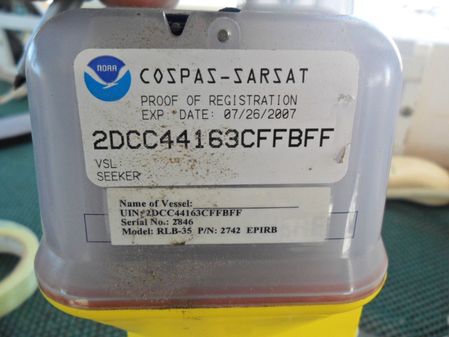 NOAA
COSPAS-SARSAT
PROOF OF REGISTRATION
EXP DATE: 07/26/2007
2DCC44163CFFBFF
VSL:
SEEKER
Name of Vessel:
UIN: 2DCC44163CFFBFF
Serial No.: 2846
Model: RLB-35 P/N: 2742 EPIRB